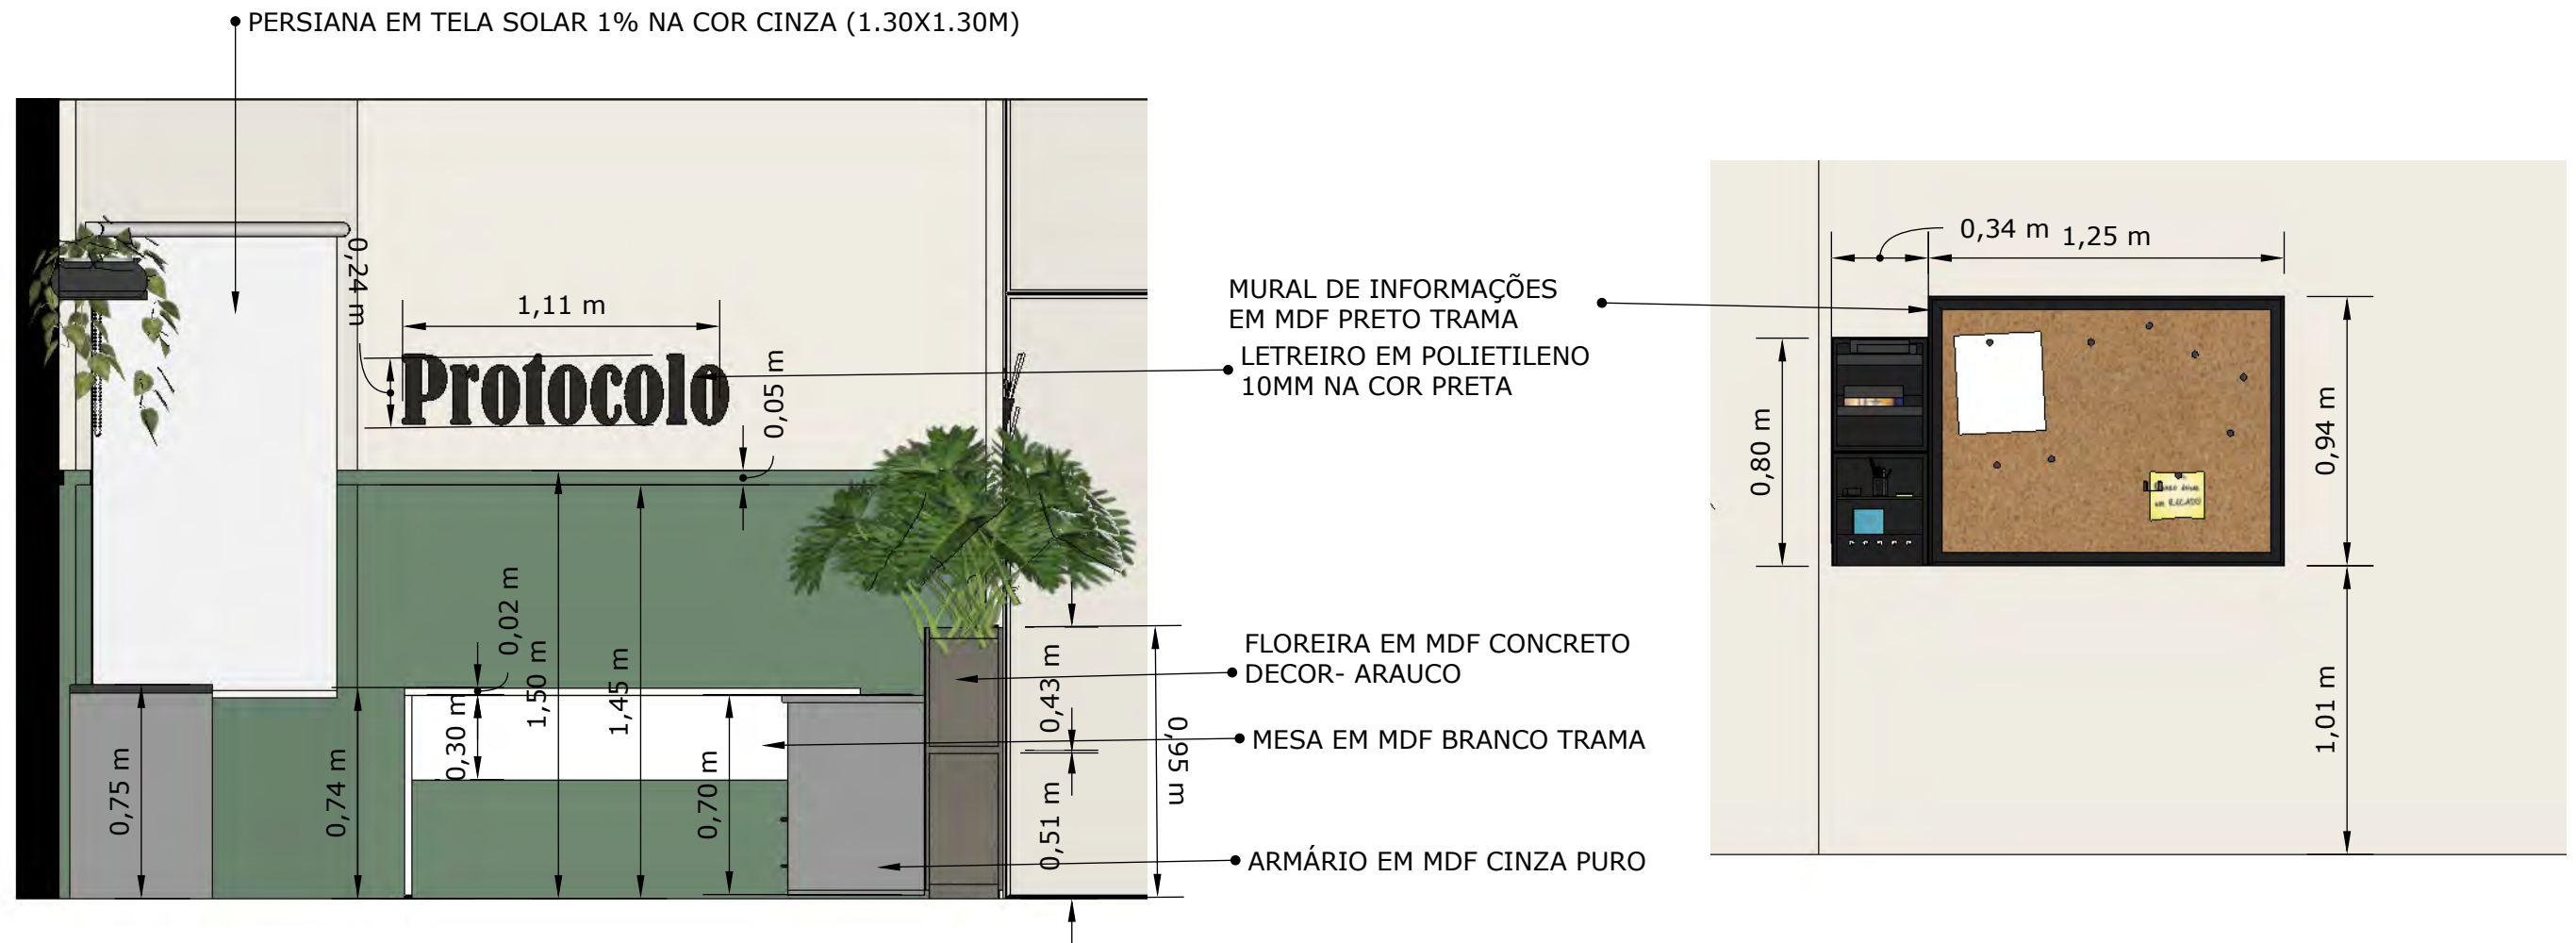 PERSIANA EM TELA SOLAR 1% NA COR CINZA (1.30X1.30M)
0,24 m
1,11 m
Protocolo
0,05 m
0,02 m
1,50 m
1,45 m
0,30 m
0,75 m
0,74 m
0,70 m
0,43 m
0,51 m
0,95 m
MURAL DE INFORMAÇÕES
EM MDF PRETO TRAMA
LETREIRO EM POLIETILENO
10MM NA COR PRETA
FLOREIRA EM MDF CONCRETO
DECOR- ARAUCO
MESA EM MDF BRANCO TRAMA
ARMÁRIO EM MDF CINZA PURO
0,34 m
1,25 m
0,80 m
0,94 m
1,01 m
um RECADO